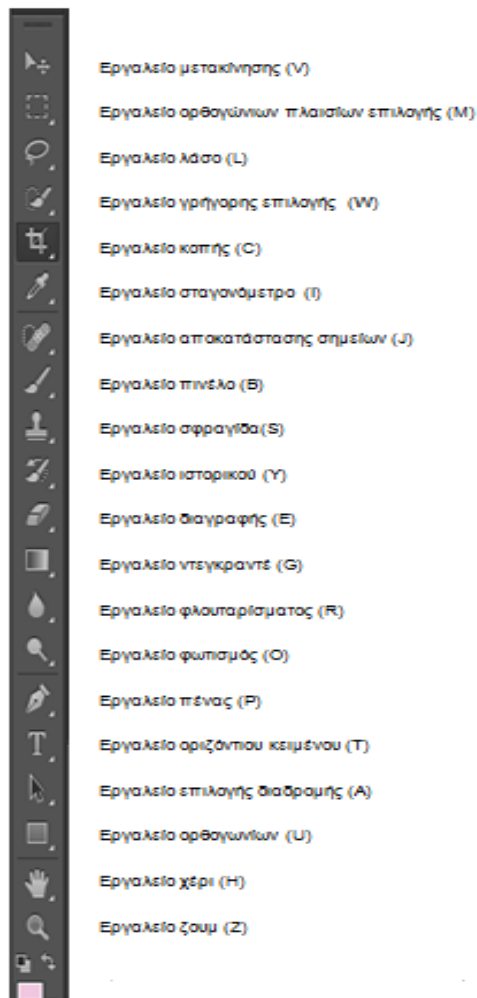 Εργαλείο μετακίνησης (V)
Εργαλείο ορθογώνιων πλαισίων επιλογής (M)
Εργαλείο λάσο (L)
Εργαλείο γρήγορης επιλογής (W)
Εργαλείο κοπής (C)
Εργαλείο σταγονόμετρο (I)
Εργαλείο αποκατάστασης σημείων (J)
Εργαλείο πινέλο (B)
Εργαλείο σφραγίδα(S)
Εργαλείο ιστορικού (Y)
Εργαλείο διαγραφής (E)
Εργαλείο ντεγκραντέ (G)
Εργαλείο φλουταρίσματος (R)
Εργαλείο φωτισμός (O)
Εργαλείο πένας (P)
Εργαλείο οριζόντιου κειμένου (T)
Εργαλείο επιλογής διαδρομής (A)
Εργαλείο ορθογωνίων (U)
Εργαλείο χέρι (H)
Εργαλείο ζουμ (Z)